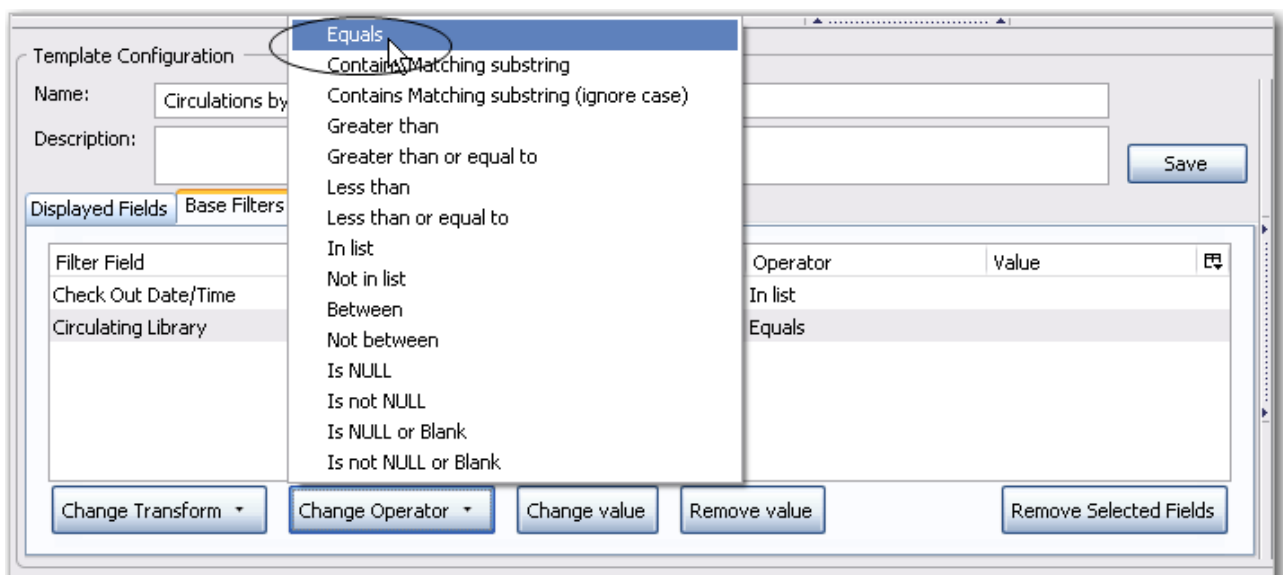 Equals
Contains Matching substring
Contains Matching substring (ignore case)
Greater than
Greater than or equal to
Less than
Less than or equal to
In list
Not in list
Between
Not between
Is NULL
Is not NULL
Is NULL or Blank
Is not NULL or Blank
Template Configuration
Name: Circulations by
Description:
Save
Displayed Fields Base Filters
Filter Field Operator Value
Check Out Date/Time In list
Circulating Library Equals
Change Transform Change Operator Change value Remove value Remove Selected Fields